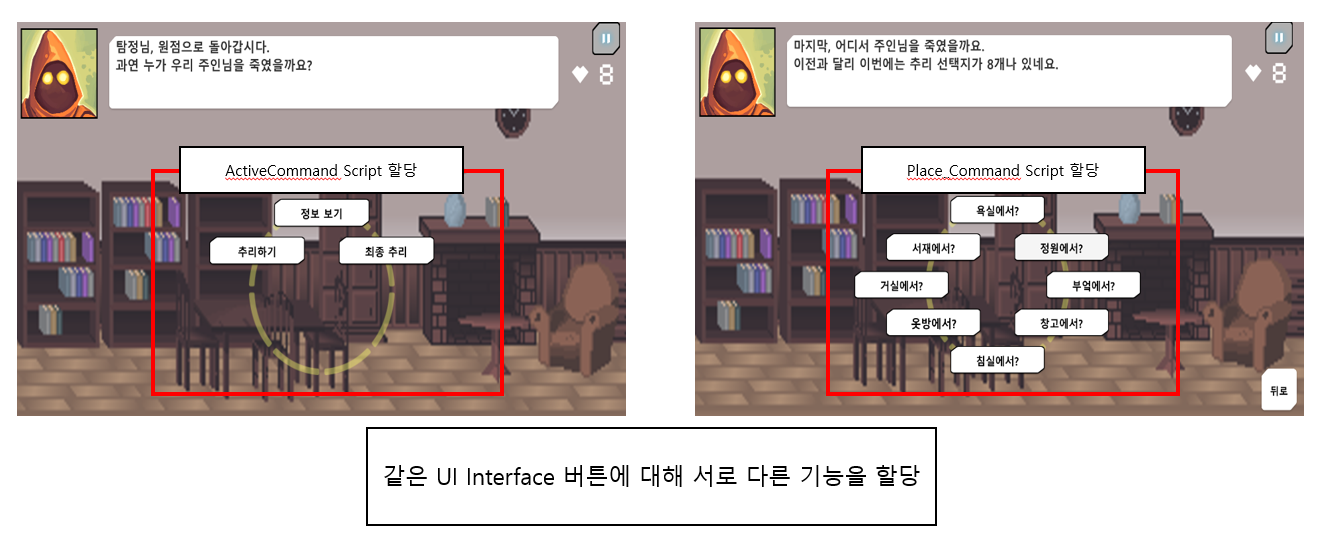 탐정님, 원점으로 돌아갑시다.
과연 누가 우리 주인님을 죽였을까요?
8
ActiveCommand Script 할당
정보 보기
추리하기
최종 추리
마지막, 어디서 주인님을 죽였을까요.
이전과 달리 이번에는 추리 선택지가 8개나 있네요.
8
Place_Command Script 할당
욕실에서?
서재에서?
정원에서?
거실에서?
부엌에서?
옷방에서?
창고에서?
침실에서?
뒤로
같은 UI Interface 버튼에 대해 서로 다른 기능을 할당